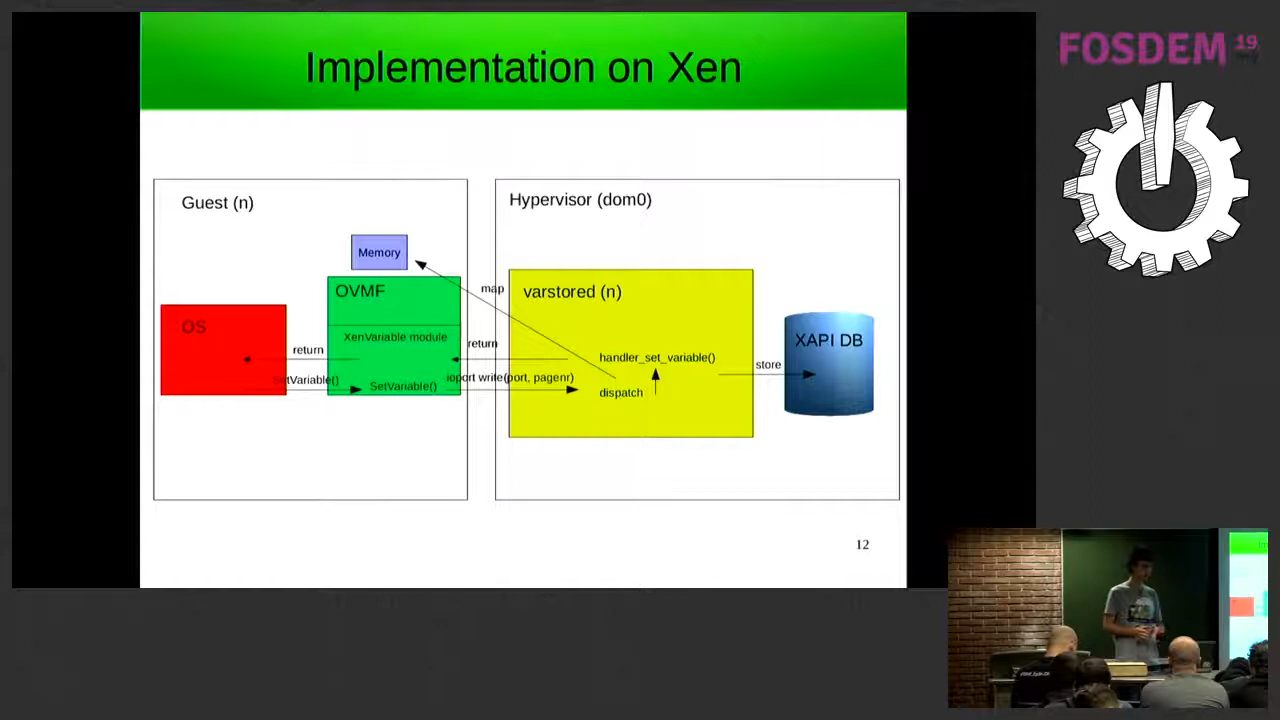 Implementation on Xen
FOSDEM 19
Guest (n)
Hypervisor (dom0)
Memory
OVMF
map
varstored (n)
OS
XenVariable module
return
return
handler_set_variable()
XAPI DB
store
SetVariable()
SetVariable()
ioport write(port, pagenr)
dispatch
12